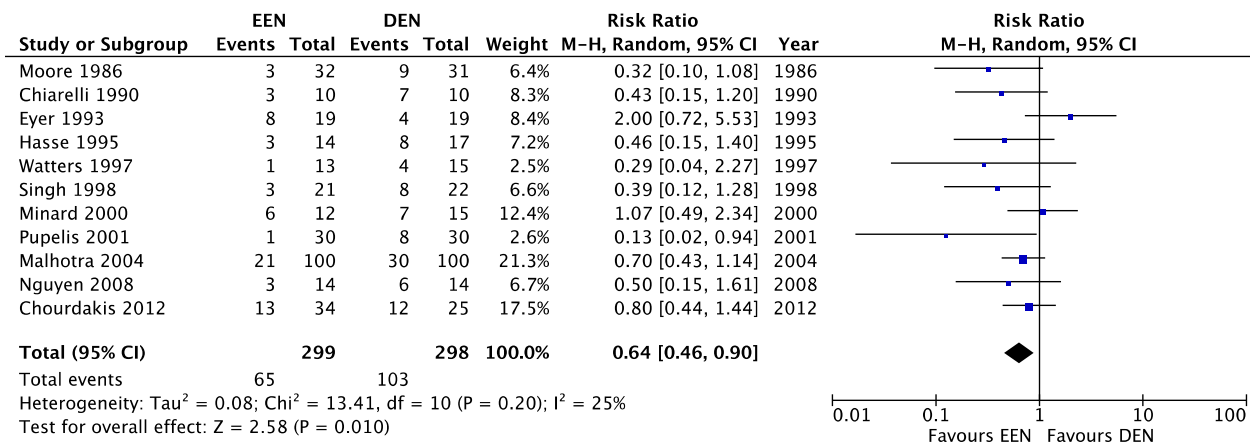 EEN DEN Risk Ratio Risk Ratio
Study or Subgroup Events Total Events Total Weight M-H, Random, 95% CI Year M-H, Random, 95% CI
Moore 1986 3 32 9 31 6.4% 0.32 [0.10, 1.08] 1986
Chiarelli 1990 3 10 7 10 8.3% 0.43 [0.15, 1.20] 1990
Eyer 1993 8 19 4 19 8.4% 2.00 [0.72, 5.53] 1993
Hasse 1995 3 14 8 17 7.2% 0.46 [0.15, 1.40] 1995
Watters 1997 1 13 4 15 2.5% 0.29 [0.04, 2.27] 1997
Singh 1998 3 21 8 22 6.6% 0.39 [0.12, 1.28] 1998
Minard 2000 6 12 7 15 12.4% 1.07 [0.49, 2.34] 2000
Pupelis 2001 1 30 8 30 2.6% 0.13 [0.02, 0.94] 2001
Malhotra 2004 21 100 30 100 21.3% 0.70 [0.43, 1.14] 2004
Nguyen 2008 3 14 6 14 6.7% 0.50 [0.15, 1.61] 2008
Chourdakis 2012 13 34 12 25 17.5% 0.80 [0.44, 1.44] 2012
Total (95% CI) 299 298 100.0% 0.64 [0.46, 0.90]
Total events 65 103
Heterogeneity: Tau² = 0.08; Chi² = 13.41, df = 10 (P = 0.20); I² = 25%
Test for overall effect: Z = 2.58 (P = 0.010)
0.01 0.1 1 10 100
Favours EEN Favours DEN